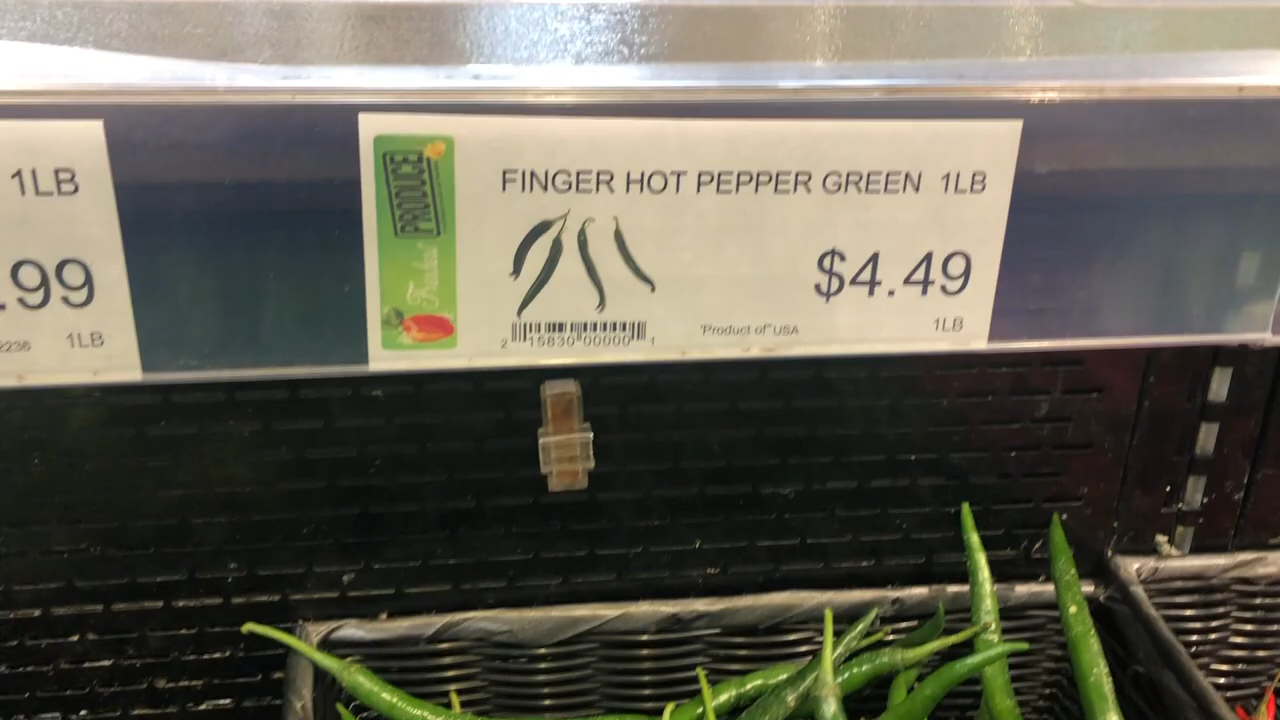 1LB
.99
2236 1LB
PRODUCE
FINGER HOT PEPPER GREEN 1LB
$4.49
1LB
"Product of" USA
2 15830 00000 1